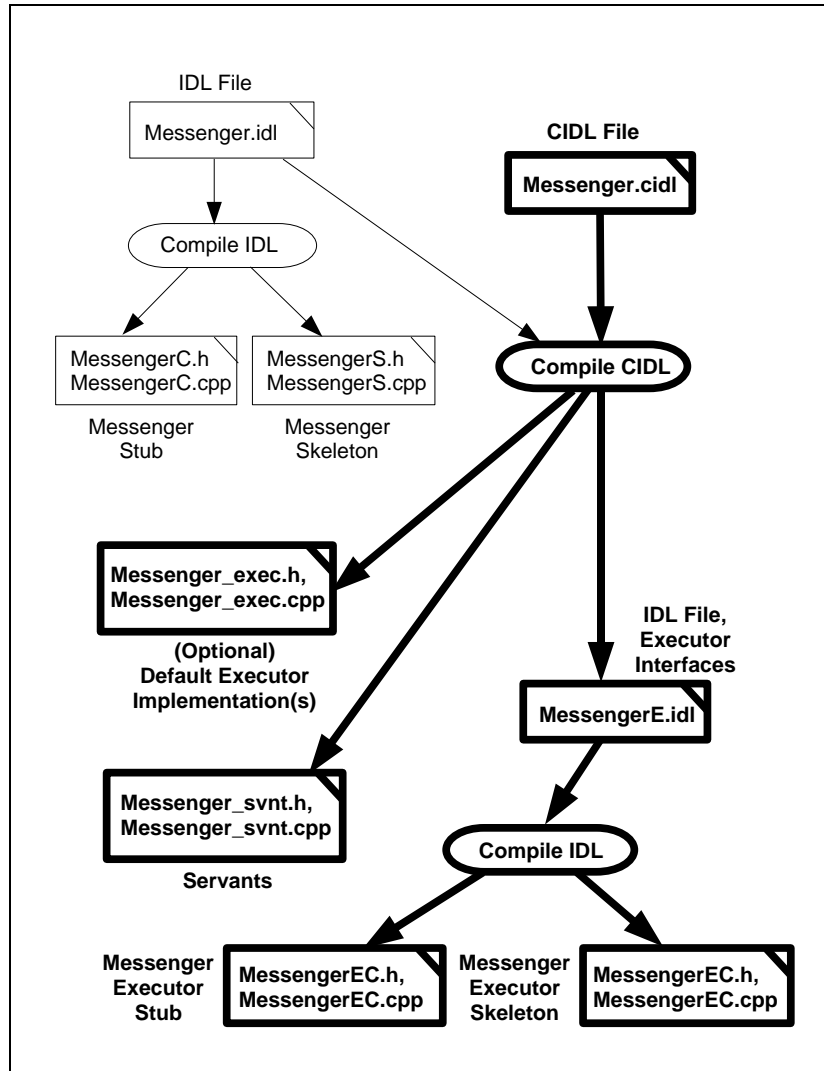 IDL File
Messenger.idl
CIDL File
Messenger.cidl
Compile IDL
MessengerC.h
MessengerC.cpp
MessengerS.h
MessengerS.cpp
Compile CIDL
Messenger
Stub
Messenger
Skeleton
Messenger_exec.h,
Messenger_exec.cpp
(Optional)
Default Executor
Implementation(s)
IDL File,
Executor
Interfaces
MessengerE.idl
Messenger_svnt.h,
Messenger_svnt.cpp
Servants
Compile IDL
Messenger
Executor
Stub
MessengerEC.h,
MessengerEC.cpp
Messenger
Executor
Skeleton
MessengerEC.h,
MessengerEC.cpp